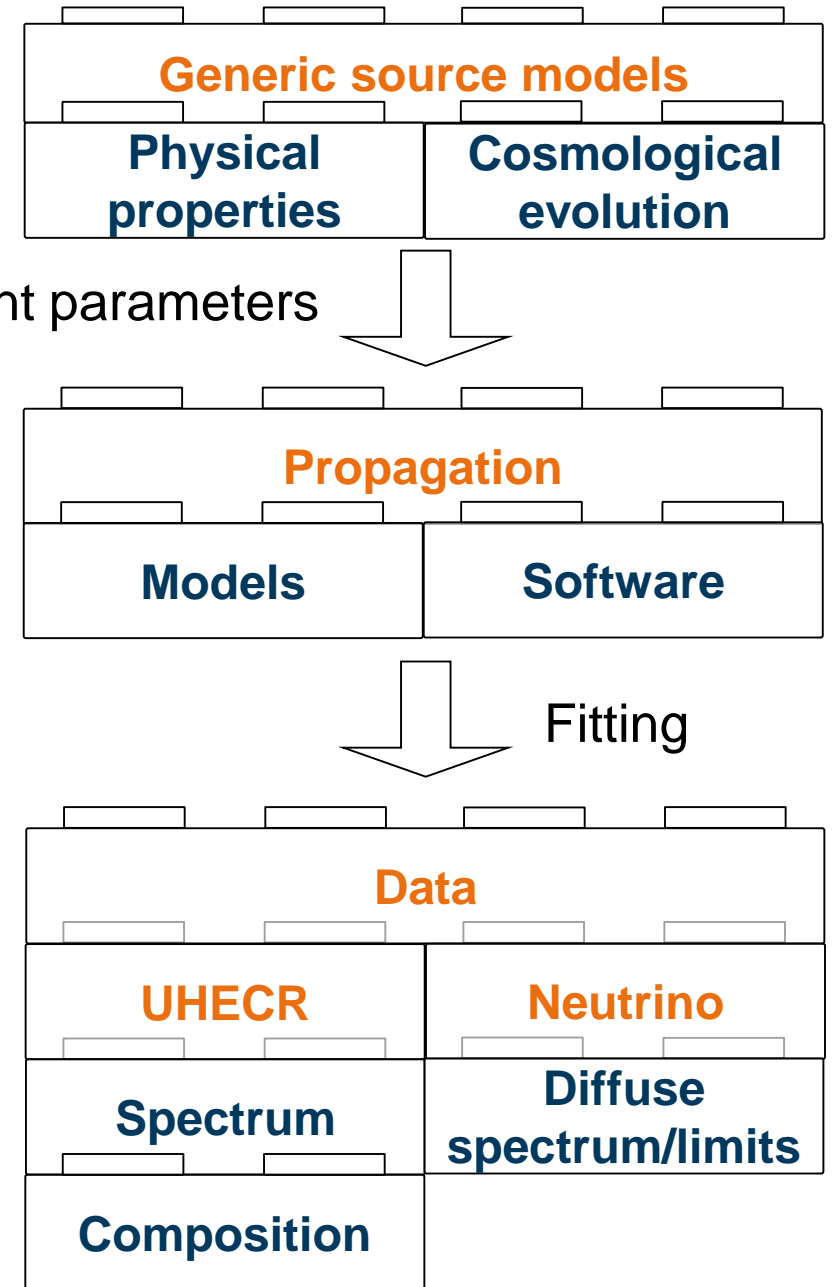 Generic source models
Physical
properties
Cosmological
evolution
parameters
Propagation
Models
Software
Fitting
Data
UHECR
Neutrino
Spectrum
Diffuse
spectrum/limits
Composition